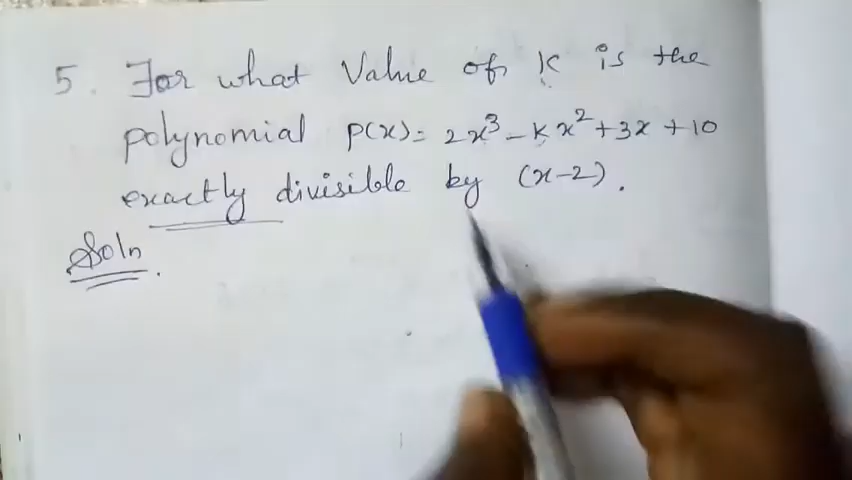 5. For what Value of K is the
polynomial P(x)= 2x³ - Kx² + 3x + 10
exactly divisible by (x-2).
Soln.